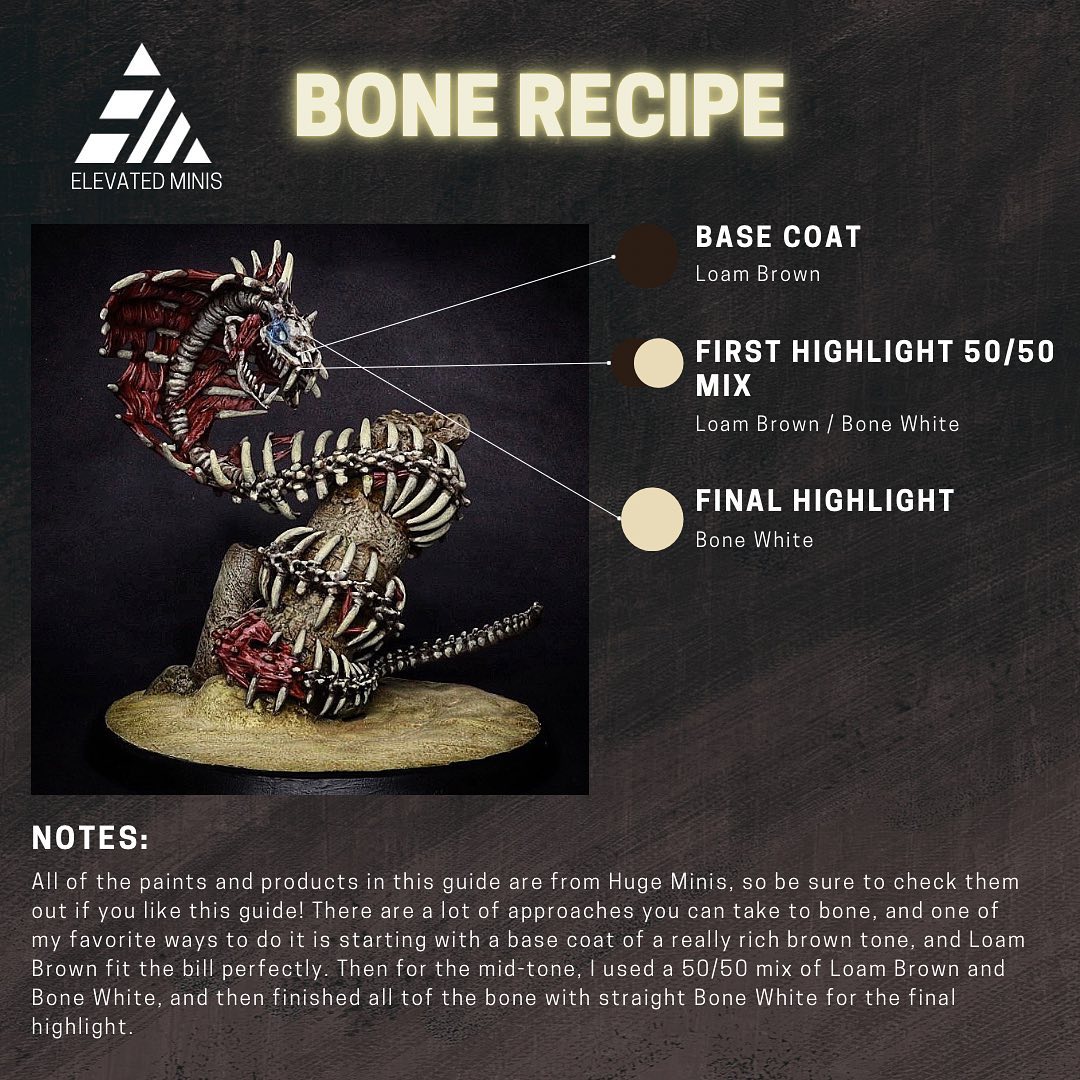 BONE RECIPE
ELEVATED MINIS
BASE COAT
Loam Brown
FIRST HIGHLIGHT 50/50
MIX
Loam Brown / Bone White
FINAL HIGHLIGHT
Bone White
NOTES:
All of the paints and products in this guide are from Huge Minis, so be sure to check them
out if you like this guide! There are a lot of approaches you can take to bone, and one of
my favorite ways to do it is starting with a base coat of a really rich brown tone, and Loam
Brown fit the bill perfectly. Then for the mid-tone, I used a 50/50 mix of Loam Brown and
Bone White, and then finished all tof the bone with straight Bone White for the final
highlight.